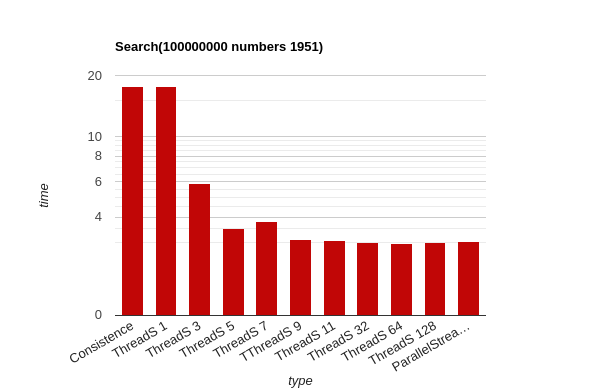 Search(100000000 numbers 1951)
20
10
8
6
4
0
time
Consistence
ThreadS 1
ThreadS 3
ThreadS 5
ThreadS 7
TThreadS 9
ThreadS 11
ThreadS 32
ThreadS 64
ThreadS 128
ParallelStrea…
type